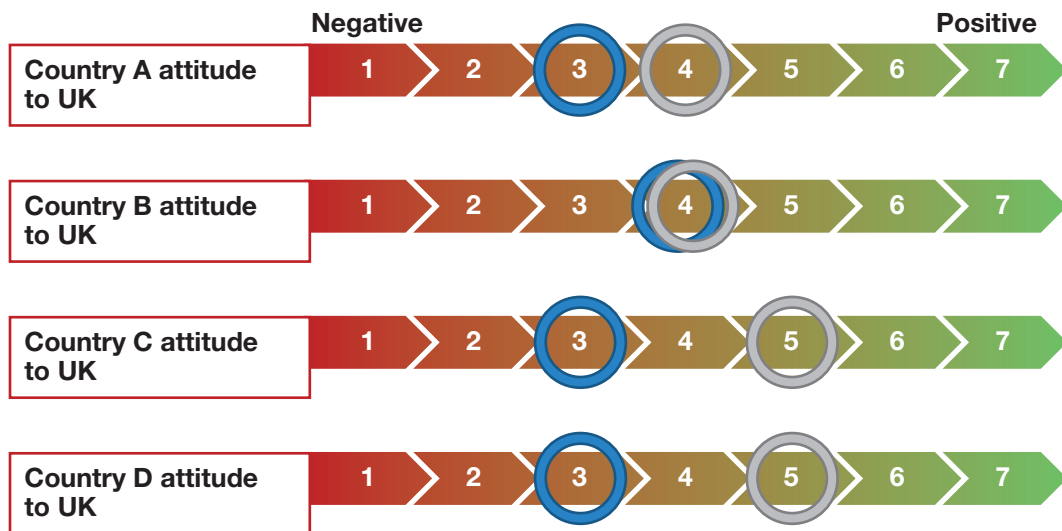 Negative Positive
Country A attitude
to UK
1 2 3 4 5 6 7
Country B attitude
to UK
1 2 3 4 5 6 7
Country C attitude
to UK
1 2 3 4 5 6 7
Country D attitude
to UK
1 2 3 4 5 6 7